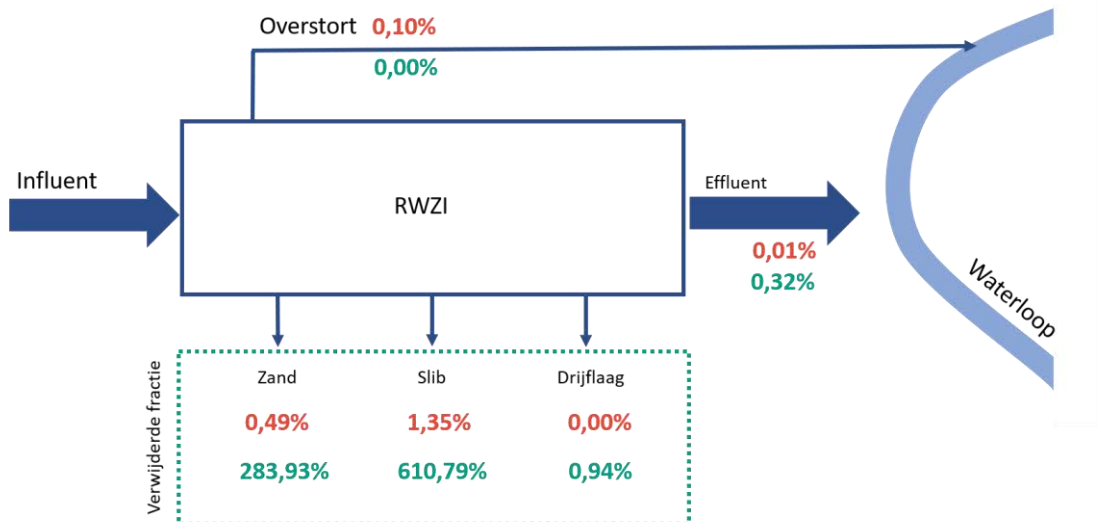 Overstort 0,10%
0,00%
Influent
RWZI
Effluent
0,01%
0,32%
Waterloop
Verwijderde fractie
Zand Slib Drijflaag
0,49% 1,35% 0,00%
283,93% 610,79% 0,94%